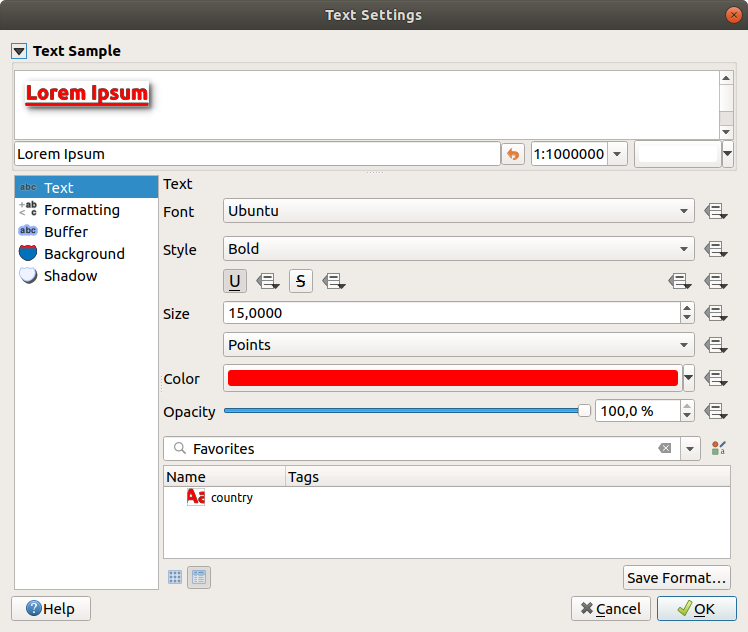 Text Settings
Text Sample
Lorem Ipsum
Lorem Ipsum
1:1000000
abc Text
Text
+ab
< c Formatting
abc Buffer
Background
Shadow
Font Ubuntu
Style Bold
U S
Size 15,0000
Points
Color
Opacity 100,0 %
Favorites
Name Tags
Aa country
Save Format...
Help Cancel OK